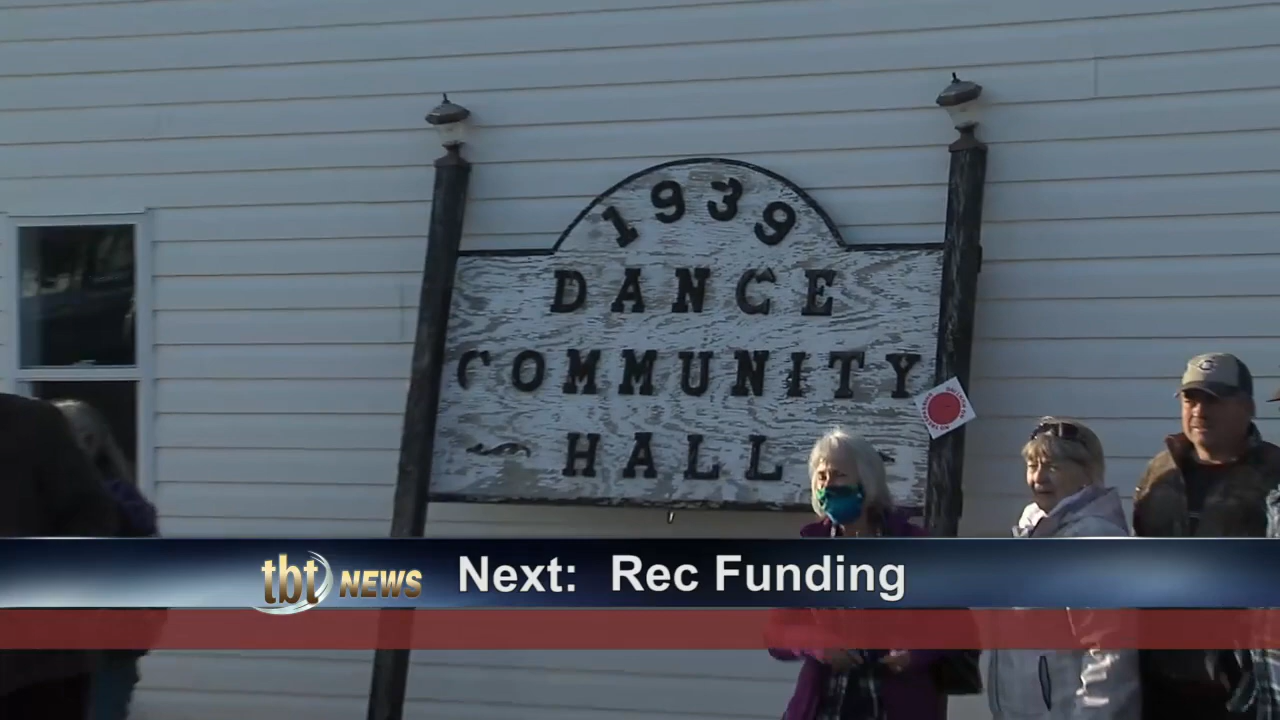 1939
DANCE
COMMUNITY
HALL
tbt NEWS
Next: Rec Funding